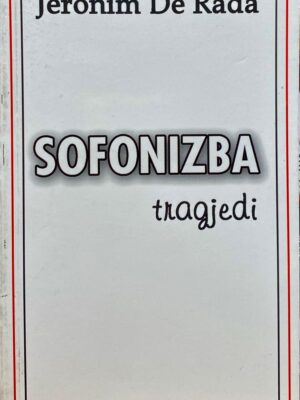 Jeronim De Rada
SOFONIZBA
tragjedi